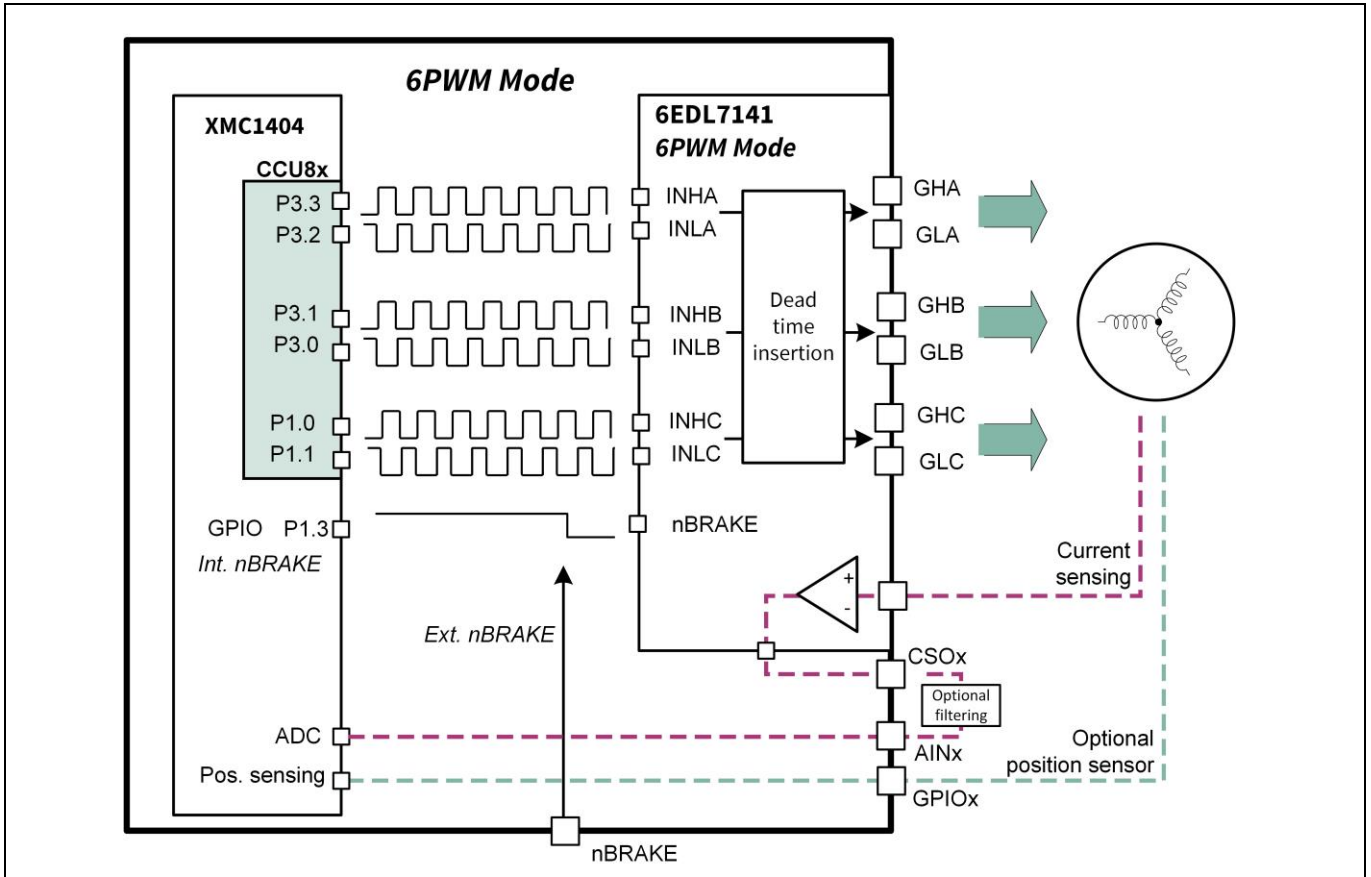 6PWM Mode
XMC1404
CCU8x
P3.3
P3.2
P3.1
P3.0
P1.0
P1.1
GPIO P1.3
Int. nBRAKE
ADC
Pos. sensing
Ext. nBRAKE
nBRAKE
6EDL7141
6PWM Mode
INHA
INLA
INHB
INLB
INHC
INLC
nBRAKE
Dead
time
insertion
+
-
GHA
GLA
GHB
GLB
GHC
GLC
Current
sensing
CSOx
Optional
filtering
AINx
Optional
position sensor
GPIOx